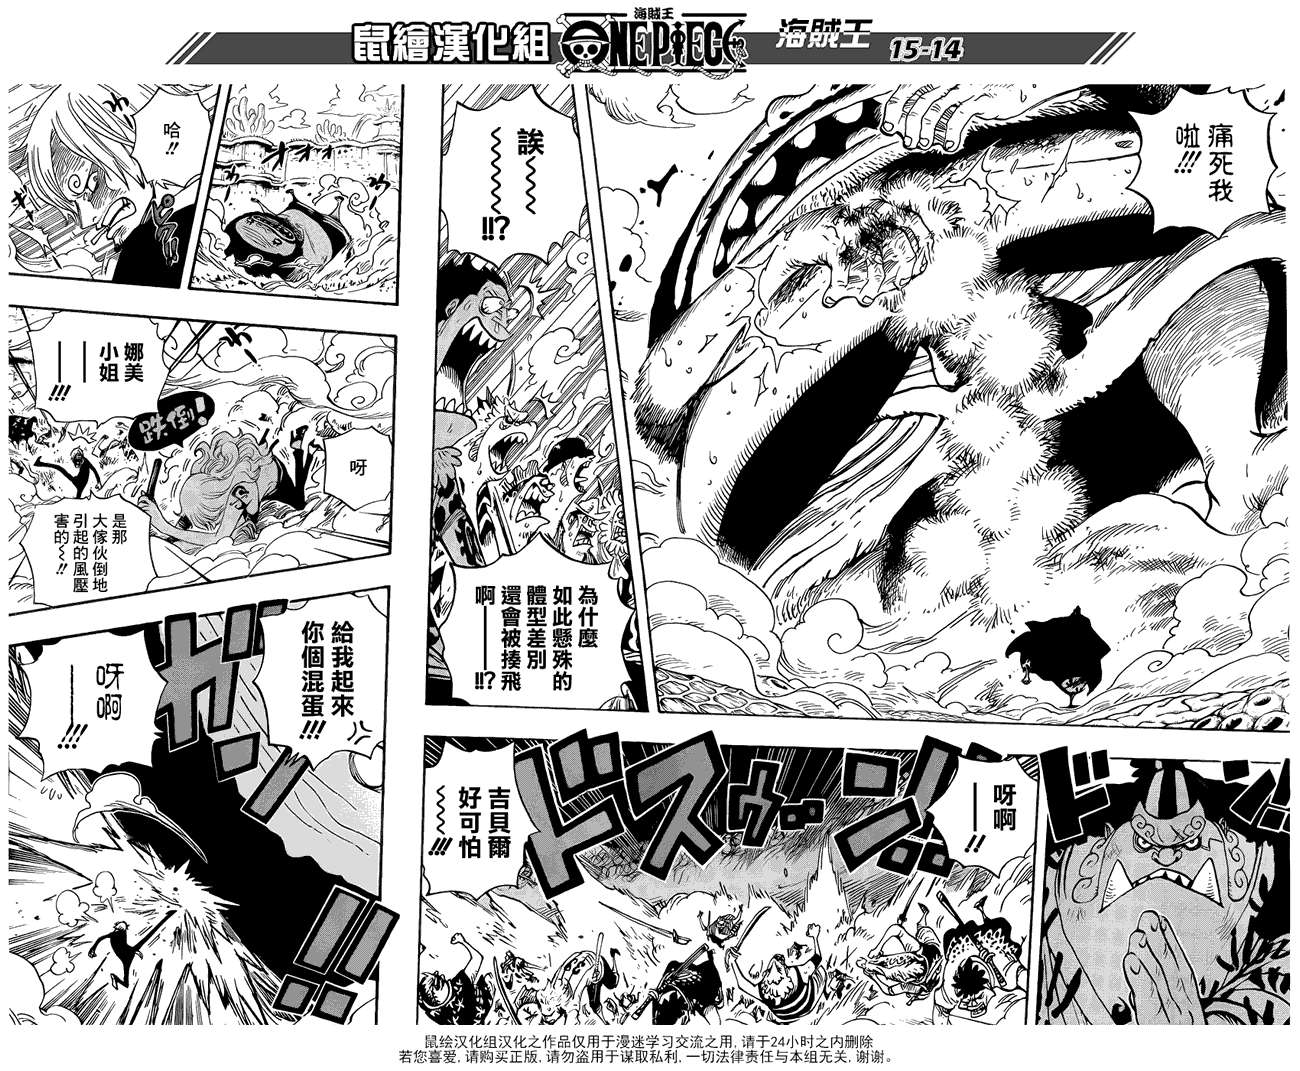 鼠繪漢化組
海賊王
ONE PIECE
海賊王
15-14
痛死我
啦!!!
誒~~
~~!!?
為什麼
如此懸殊的
體型差別
還會被揍飛
啊——!!?
ドン!!
呀啊
——!!!
ドスゥゥン!!
吉貝爾
好可怕
~~!!!
哈!!
娜美
小姐
——
!!!
跌倒!
呀
是那
大傢伙倒地
引起的風壓
害的~!!
給我起來
你個混蛋!!!
呀啊
——!!!!
ガン!!
鼠绘汉化组汉化之作品仅用于漫迷学习交流之用,请于24小时之内删除
若您喜爱,请购买正版,请勿盗用于谋取私利,一切法律责任与本组无关,谢谢。